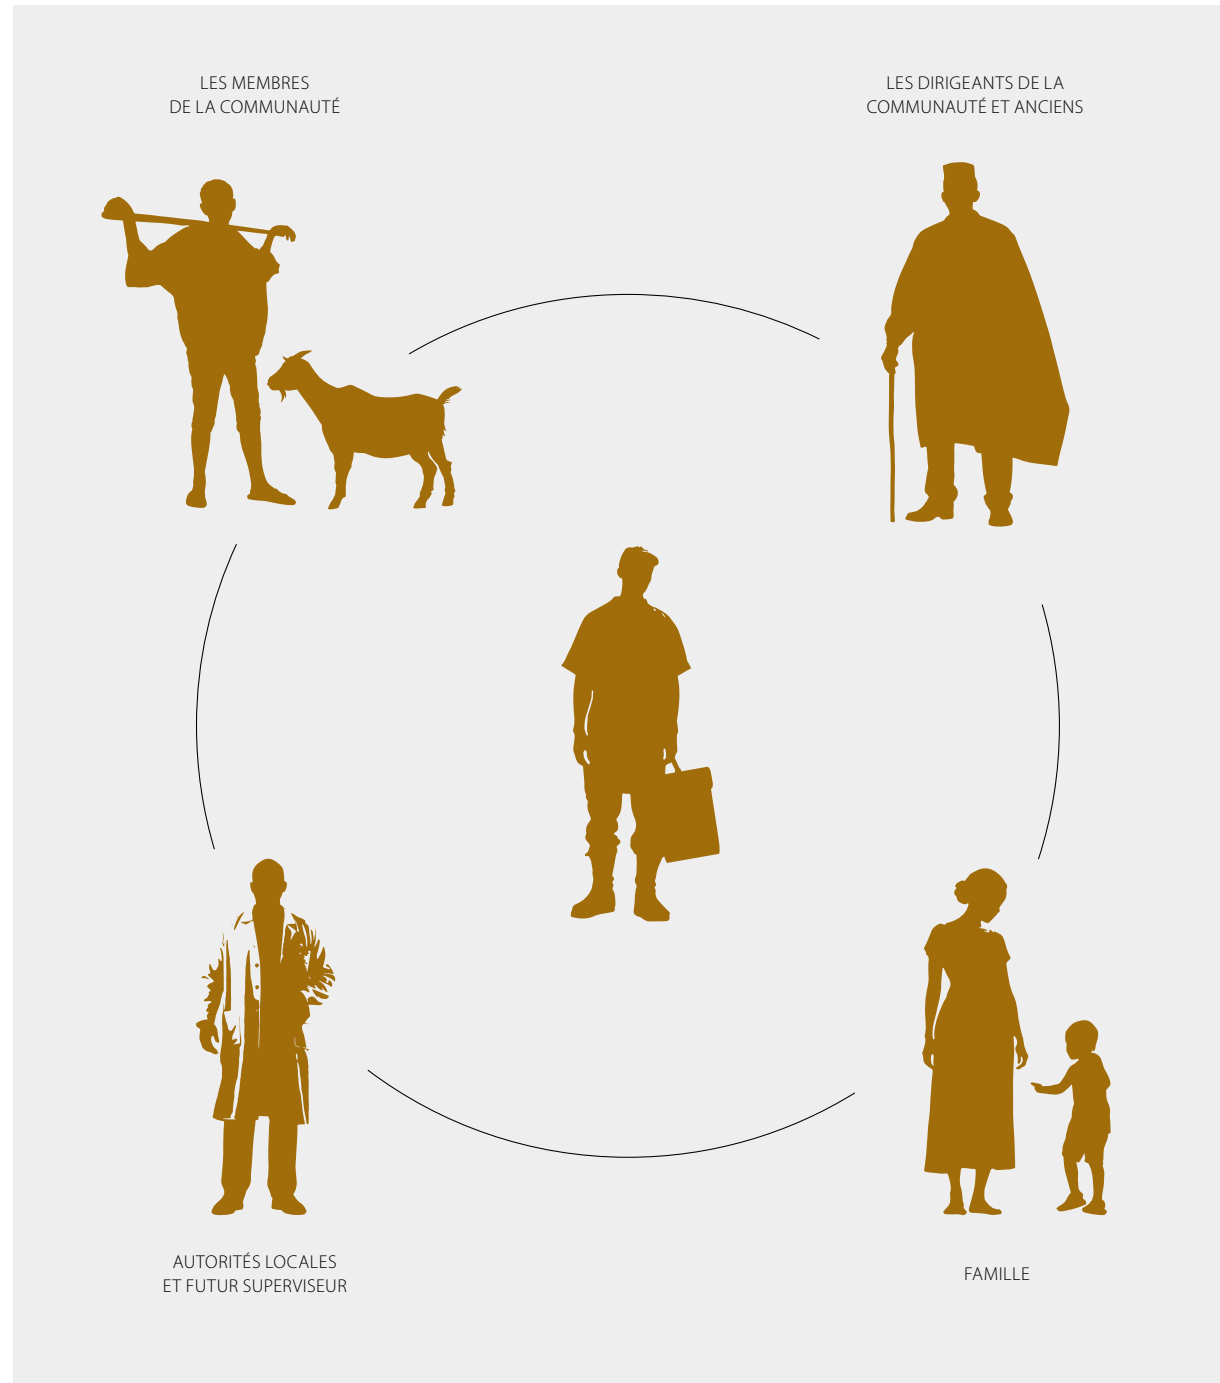 LES MEMBRES
DE LA COMMUNAUTÉ
LES DIRIGEANTS DE LA
COMMUNAUTÉ ET ANCIENS
AUTORITÉS LOCALES
ET FUTUR SUPERVISEUR
FAMILLE